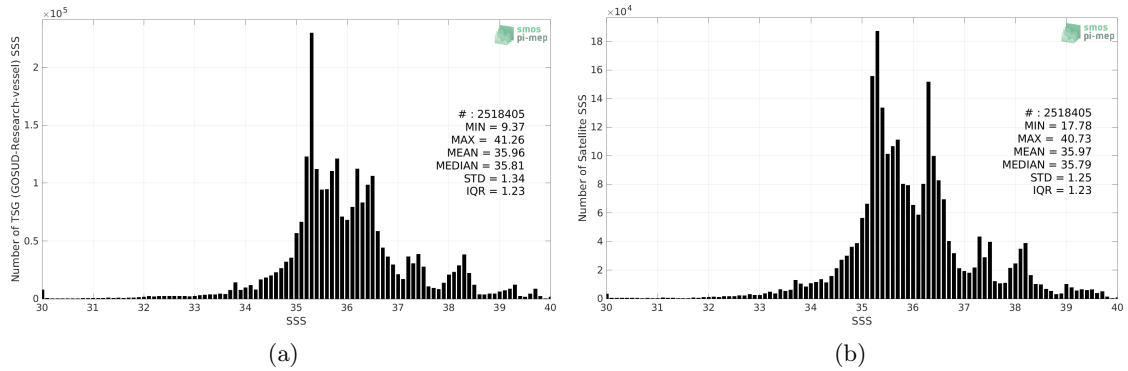 ×10⁵
smos
pi-mep
Number of TSG (GOSUD-Research-vessel) SSS
2
1.5
1
0.5
0
# : 2518405
MIN = 9.37
MAX = 41.26
MEAN = 35.96
MEDIAN = 35.81
STD = 1.34
IQR = 1.23
30 31 32 33 34 35 36 37 38 39 40
SSS
(a)
×10⁴
smos
pi-mep
Number of Satellite SSS
18
16
14
12
10
8
6
4
2
0
# : 2518405
MIN = 17.78
MAX = 40.73
MEAN = 35.97
MEDIAN = 35.79
STD = 1.25
IQR = 1.23
30 31 32 33 34 35 36 37 38 39 40
SSS
(b)